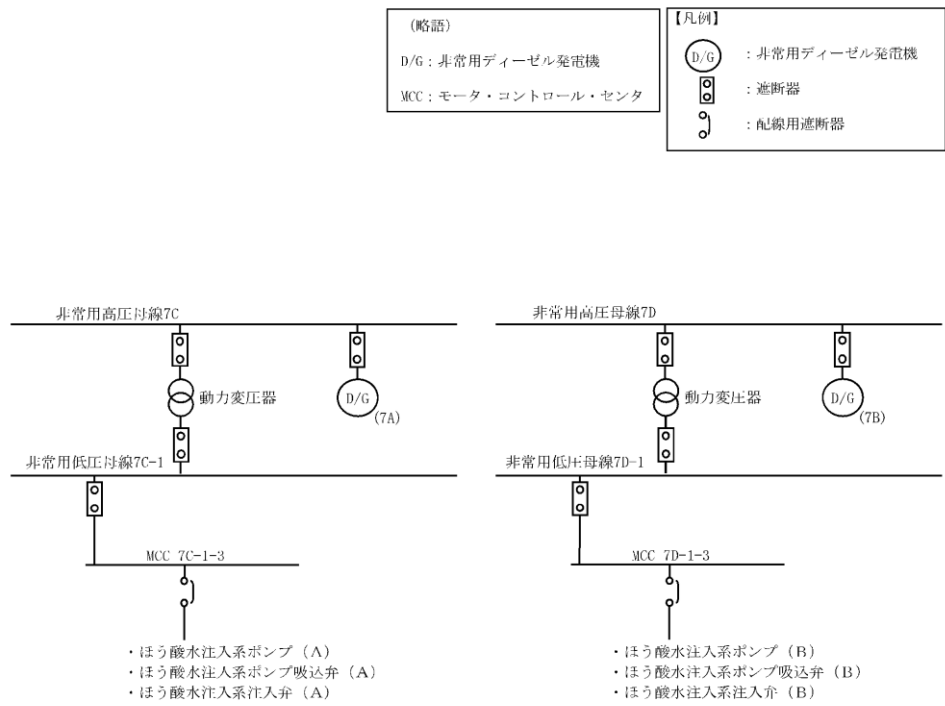 (略語)
D/G：非常用ディーゼル発電機
MCC：モータ・コントロール・センタ
【凡例】
D/G ：非常用ディーゼル発電機
：遮断器
：配線用遮断器
非常用高圧母線7C
動力変圧器
D/G
(7A)
非常用低圧母線7C-1
MCC 7C-1-3
・ほう酸水注入系ポンプ（A）
・ほう酸水注入系ポンプ吸込弁（A）
・ほう酸水注入系注入弁（A）
非常用高圧母線7D
動力変圧器
D/G
(7B)
非常用低圧母線7D-1
MCC 7D-1-3
・ほう酸水注入系ポンプ（B）
・ほう酸水注入系ポンプ吸込弁（B）
・ほう酸水注入系注入弁（B）